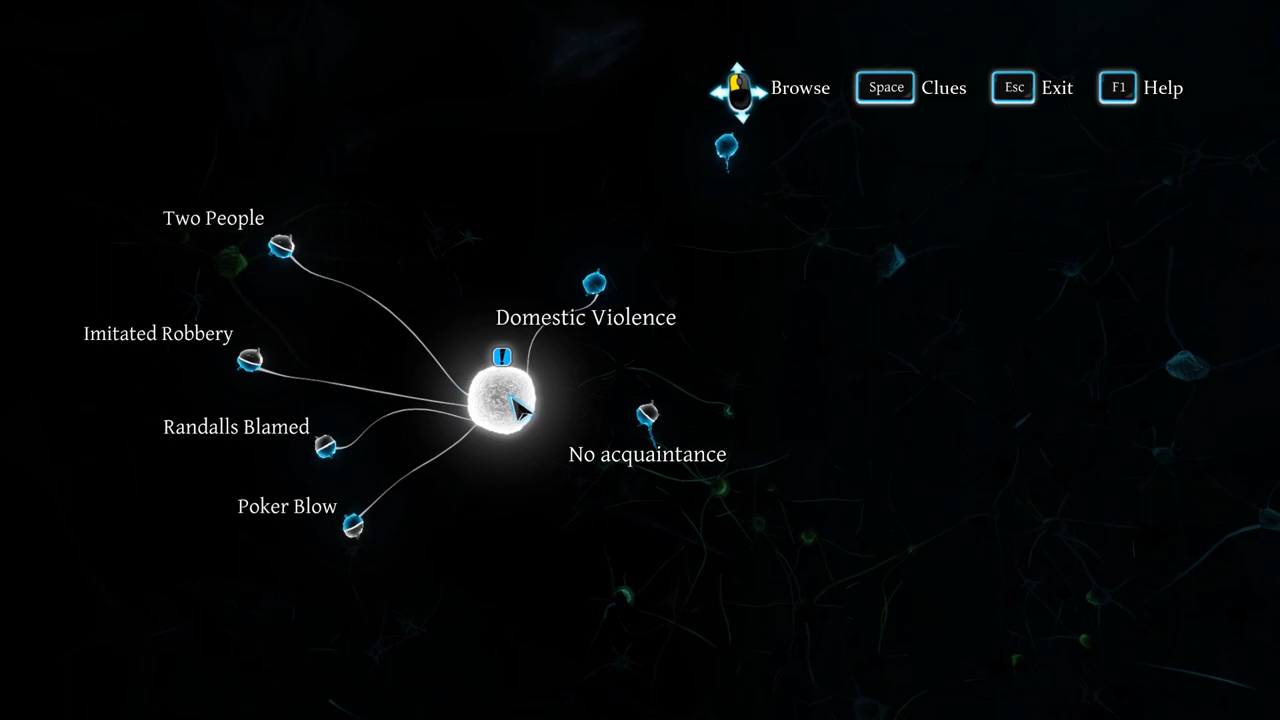 Browse
Space
Clues
Esc
Exit
F1
Help
Two People
Domestic Violence
!
Imitated Robbery
Randalls Blamed
No acquaintance
Poker Blow